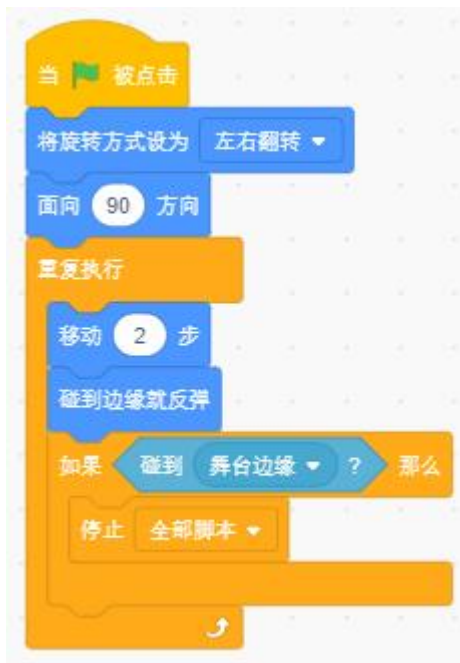 当 被点击
将旋转方式设为 左右翻转
面向 90 方向
重复执行
移动 2 步
碰到边缘就反弹
如果 碰到 舞台边缘 ? 那么
停止 全部脚本